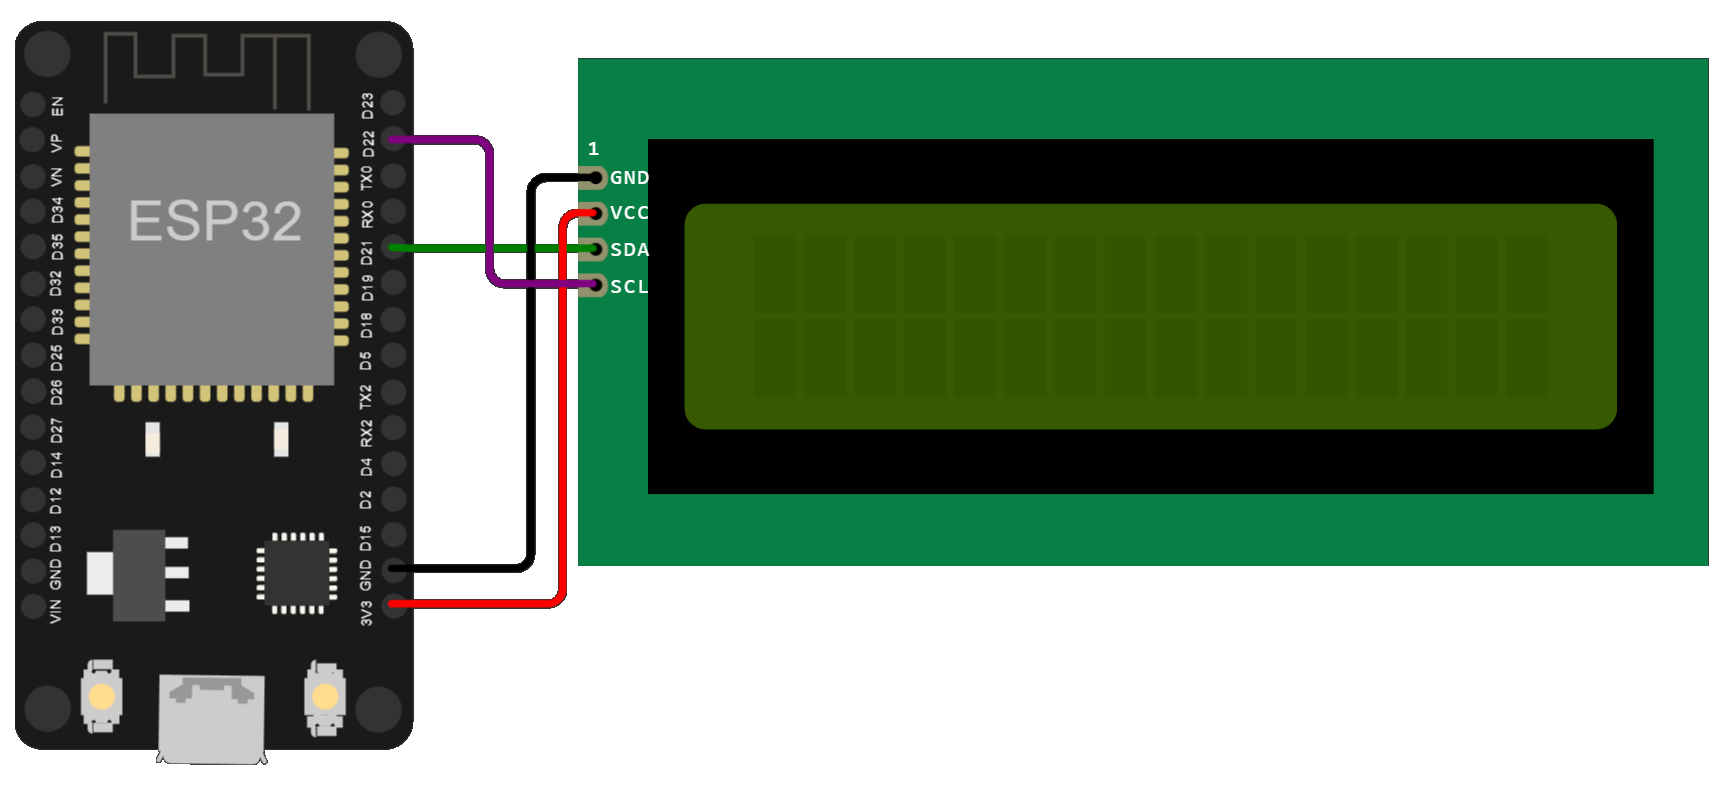 EN
VP
VN
D34
D35
D32
D33
D25
D26
D27
D14
D12
D13
GND
VIN
ESP32
D23
D22
TX0
RX0
D21
D19
D18
D5
TX2
RX2
D4
D2
D15
GND
3V3
1
GND
VCC
SDA
SCL